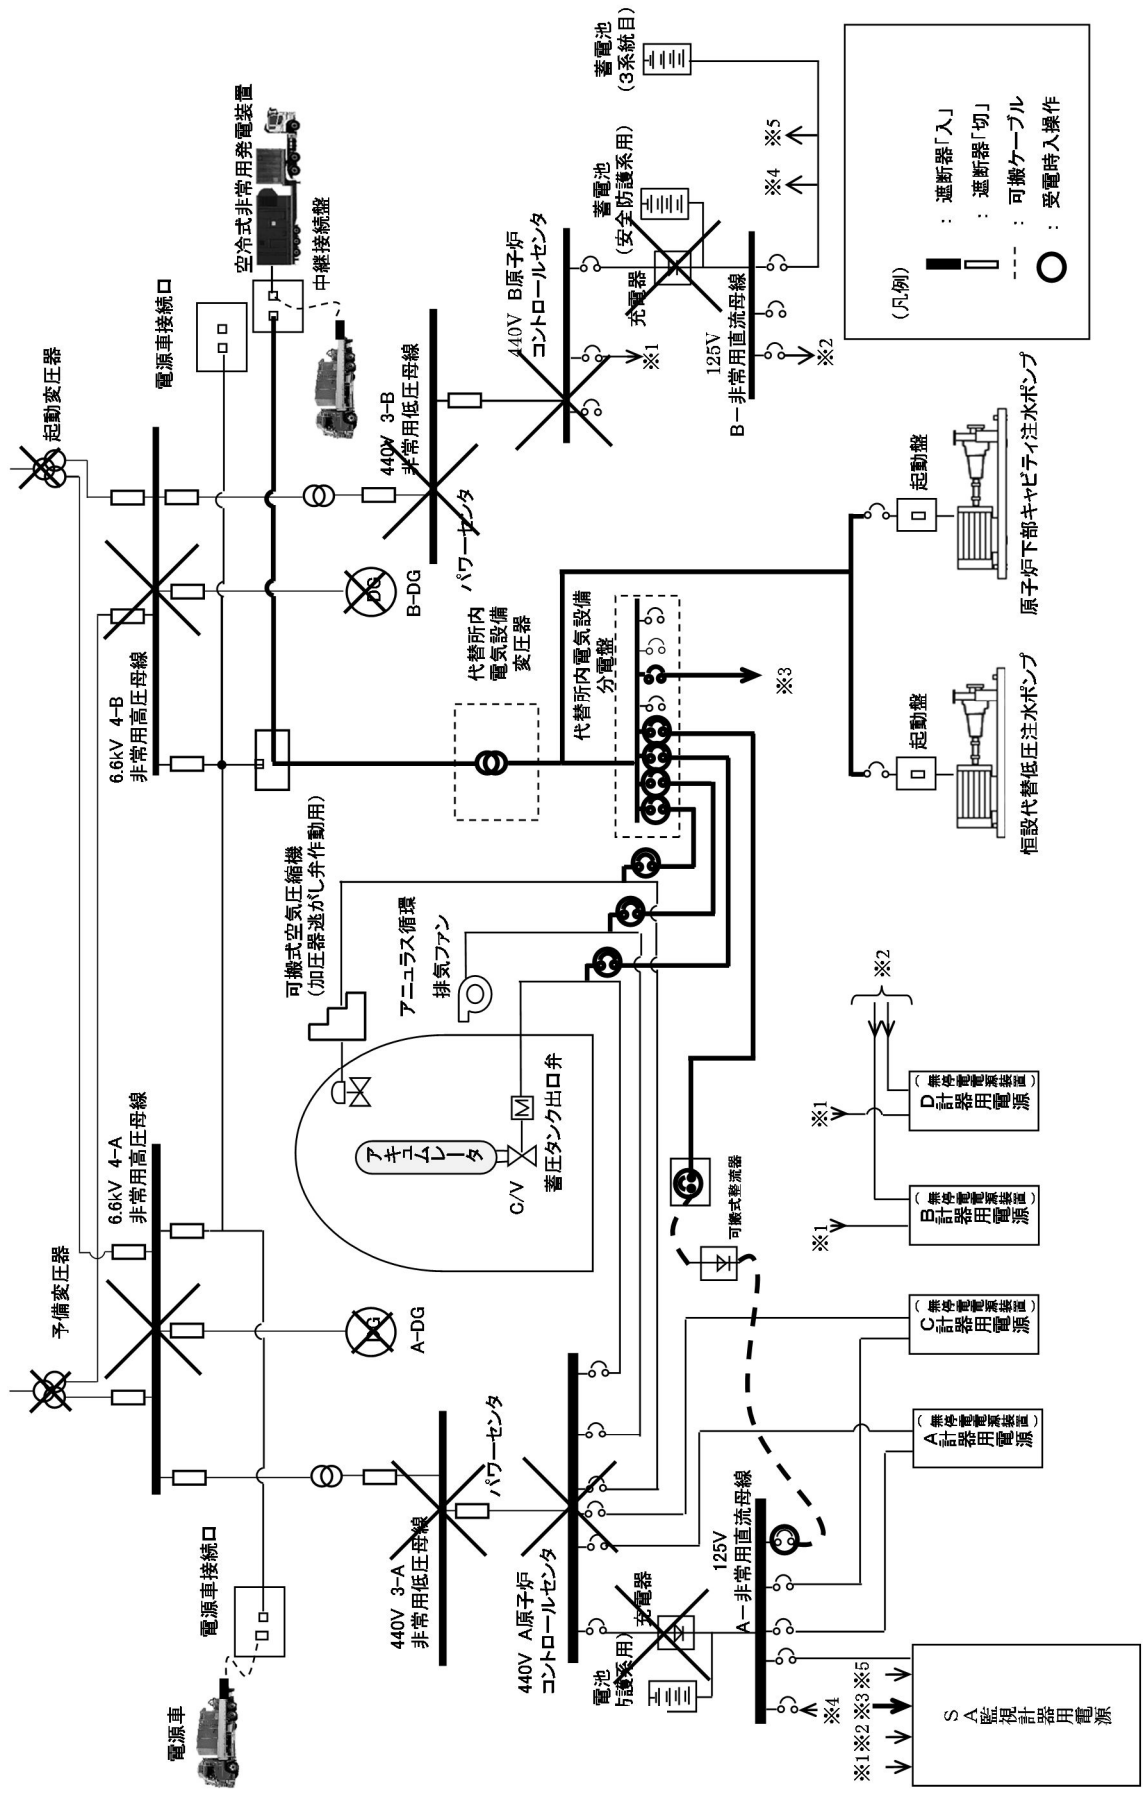 電源車
電源車接続口
予備変圧器
6.6kV 4-A
非常用高圧母線
DG
A-DG
440V 3-A
非常用低圧母線
パワーセンタ
440V A原子炉
コントロールセンタ
電池
防護系用)
充電器
125V
A-非常用直流母線
※4
※1
※2
※3
※5
SA監視計器用電源
A計器用電源
(無停電電源装置)
C計器用電源
(無停電電源装置)
B計器用電源
(無停電電源装置)
D計器用電源
(無停電電源装置)
※1
※1
※2
可搬式整流器
C/V
アキュムレータ
M
蓄圧タンク出口弁
アニュラス循環
排気ファン
可搬式空気圧縮機
(加圧器逃がし弁作動用)
起動変圧器
6.6kV 4-B
非常用高圧母線
DG
B-DG
電源車接続口
空冷式非常用発電装置
中継接続盤
440V 3-B
非常用低圧母線
パワーセンタ
代替所内
電気設備
変圧器
代替所内電気設備
分電盤
※3
440V B原子炉
コントロールセンタ
※1
蓄電池
(安全防護系用)
充電器
125V
B-非常用直流母線
※2
※4
※5
蓄電池
(3系統目)
起動盤
恒設代替低圧注水ポンプ
起動盤
原子炉下部キャビティ注水ポンプ
(凡例)
:遮断器「入」
:遮断器「切」
:可搬ケーブル
:受電時入操作